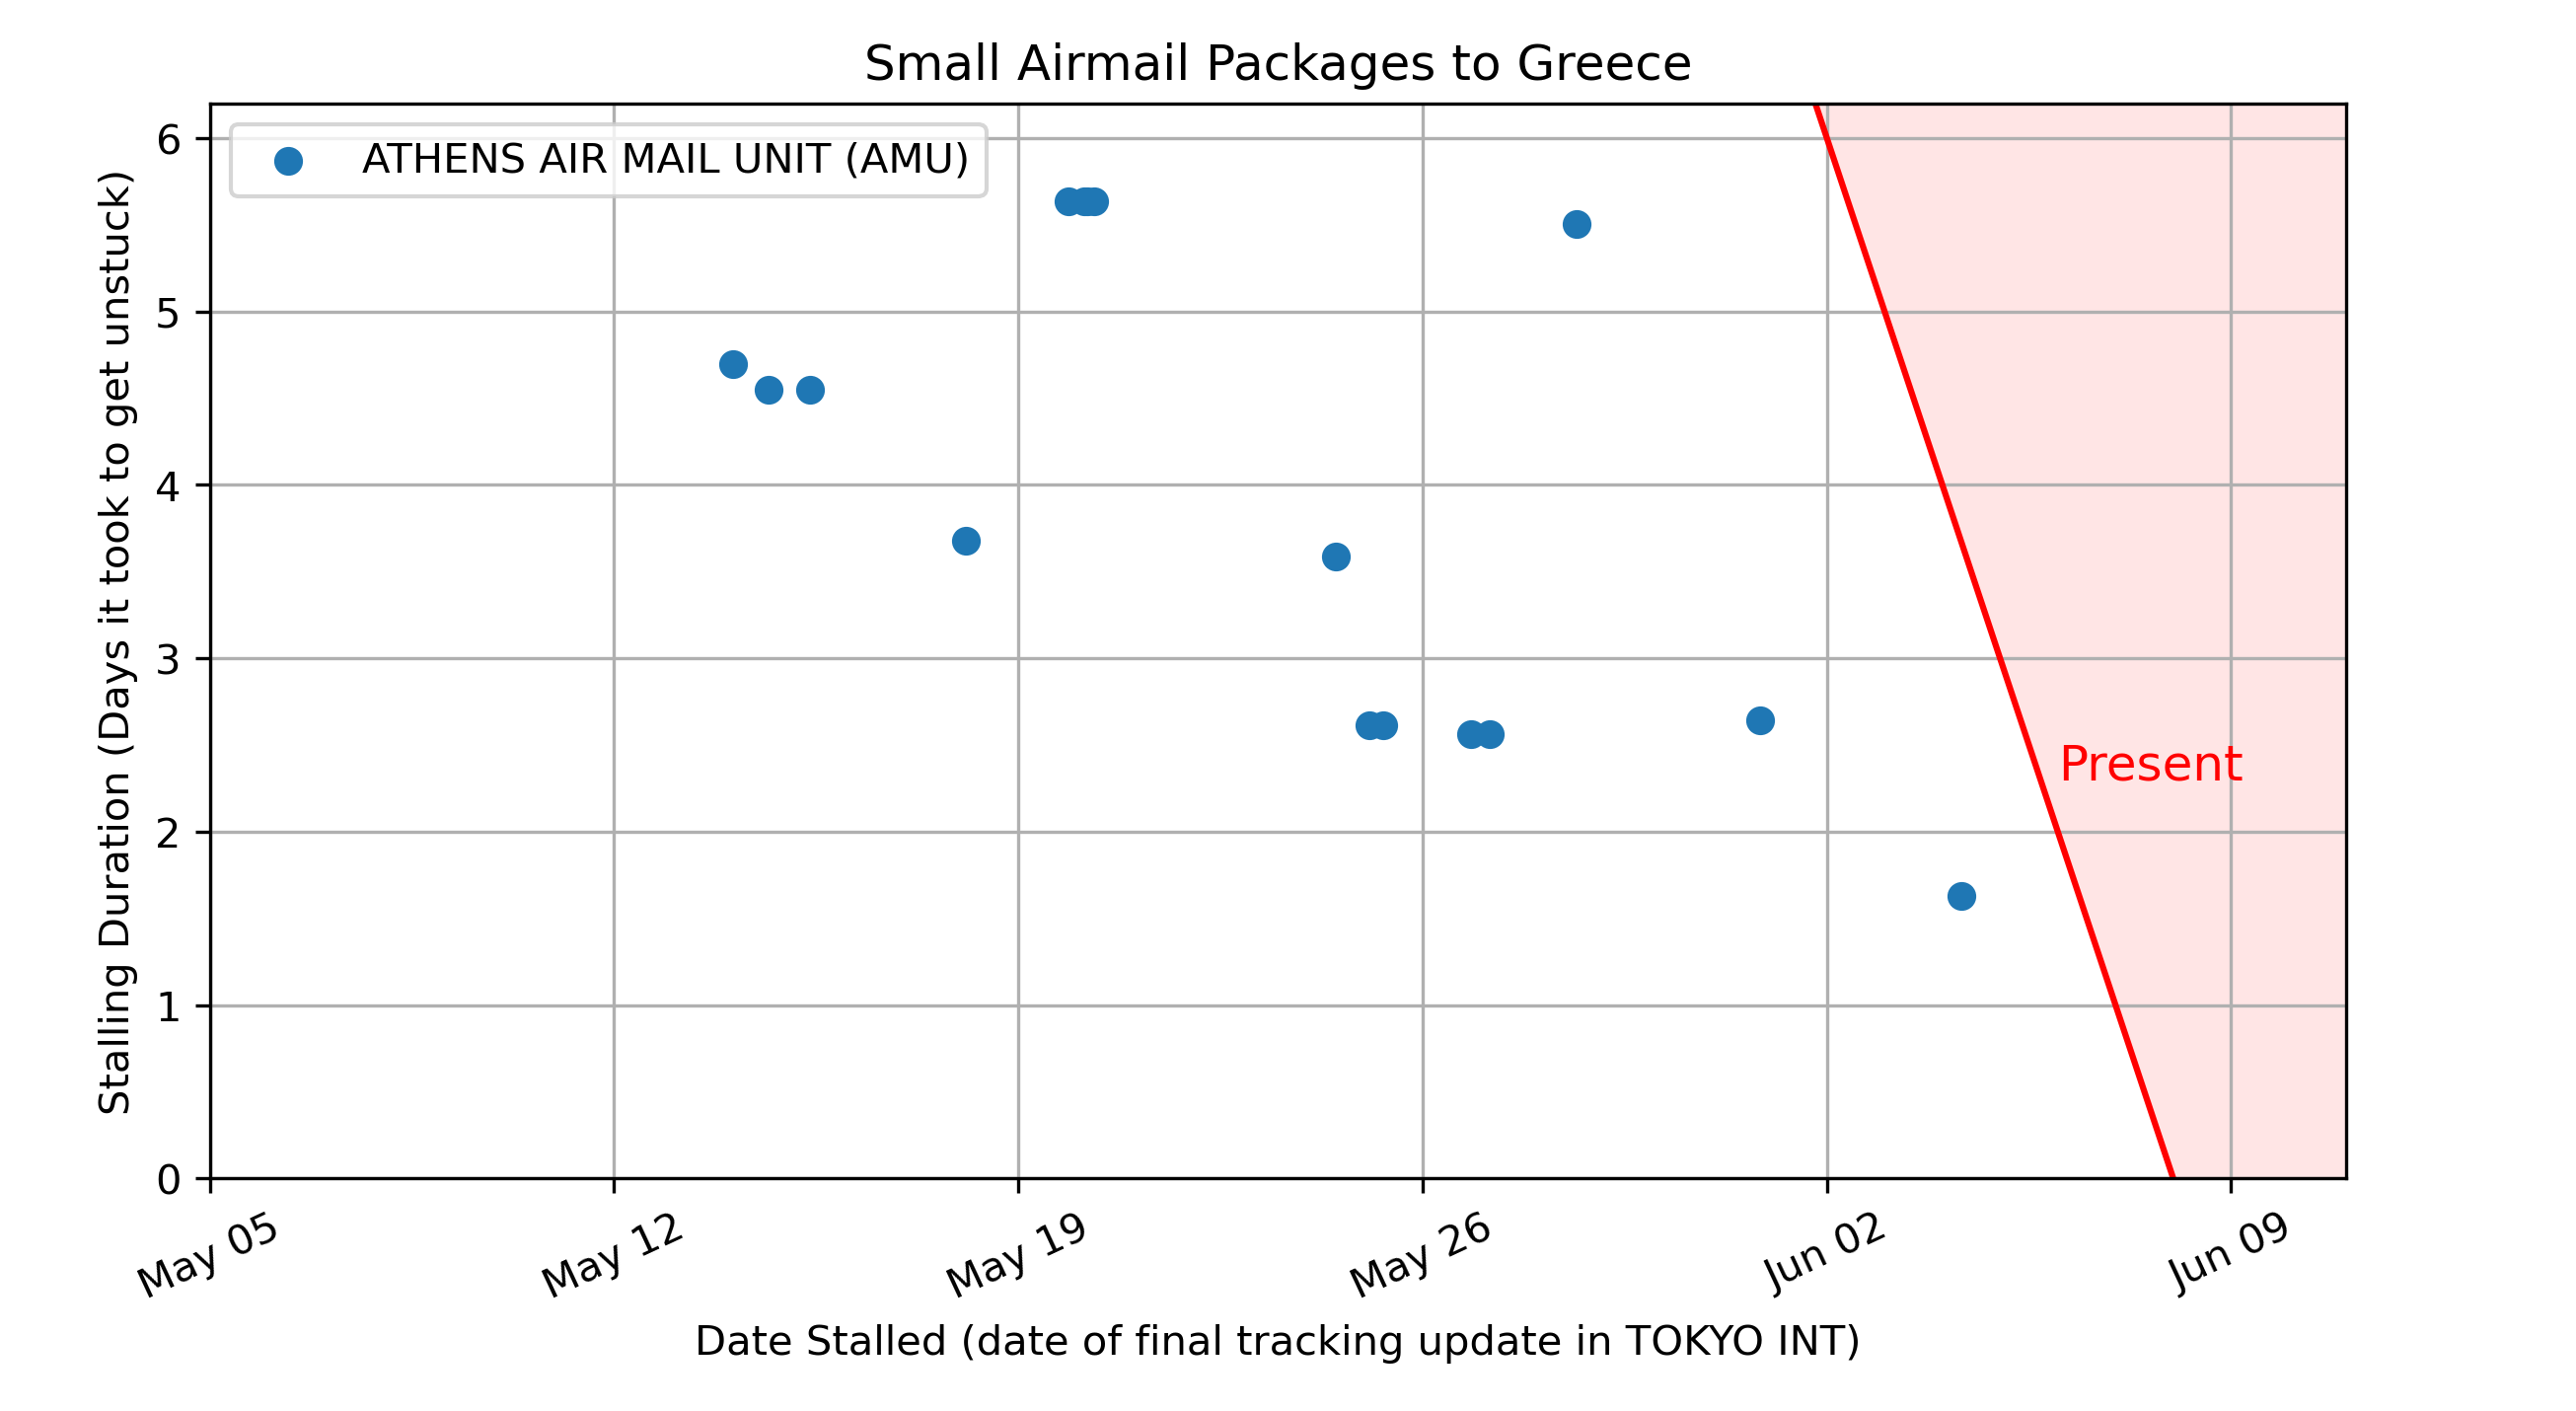 Small Airmail Packages to Greece
ATHENS AIR MAIL UNIT (AMU)
Stalling Duration (Days it took to get unstuck)
6
5
4
3
2
1
0
Present
May 05
May 12
May 19
May 26
Jun 02
Jun 09
Date Stalled (date of final tracking update in TOKYO INT)